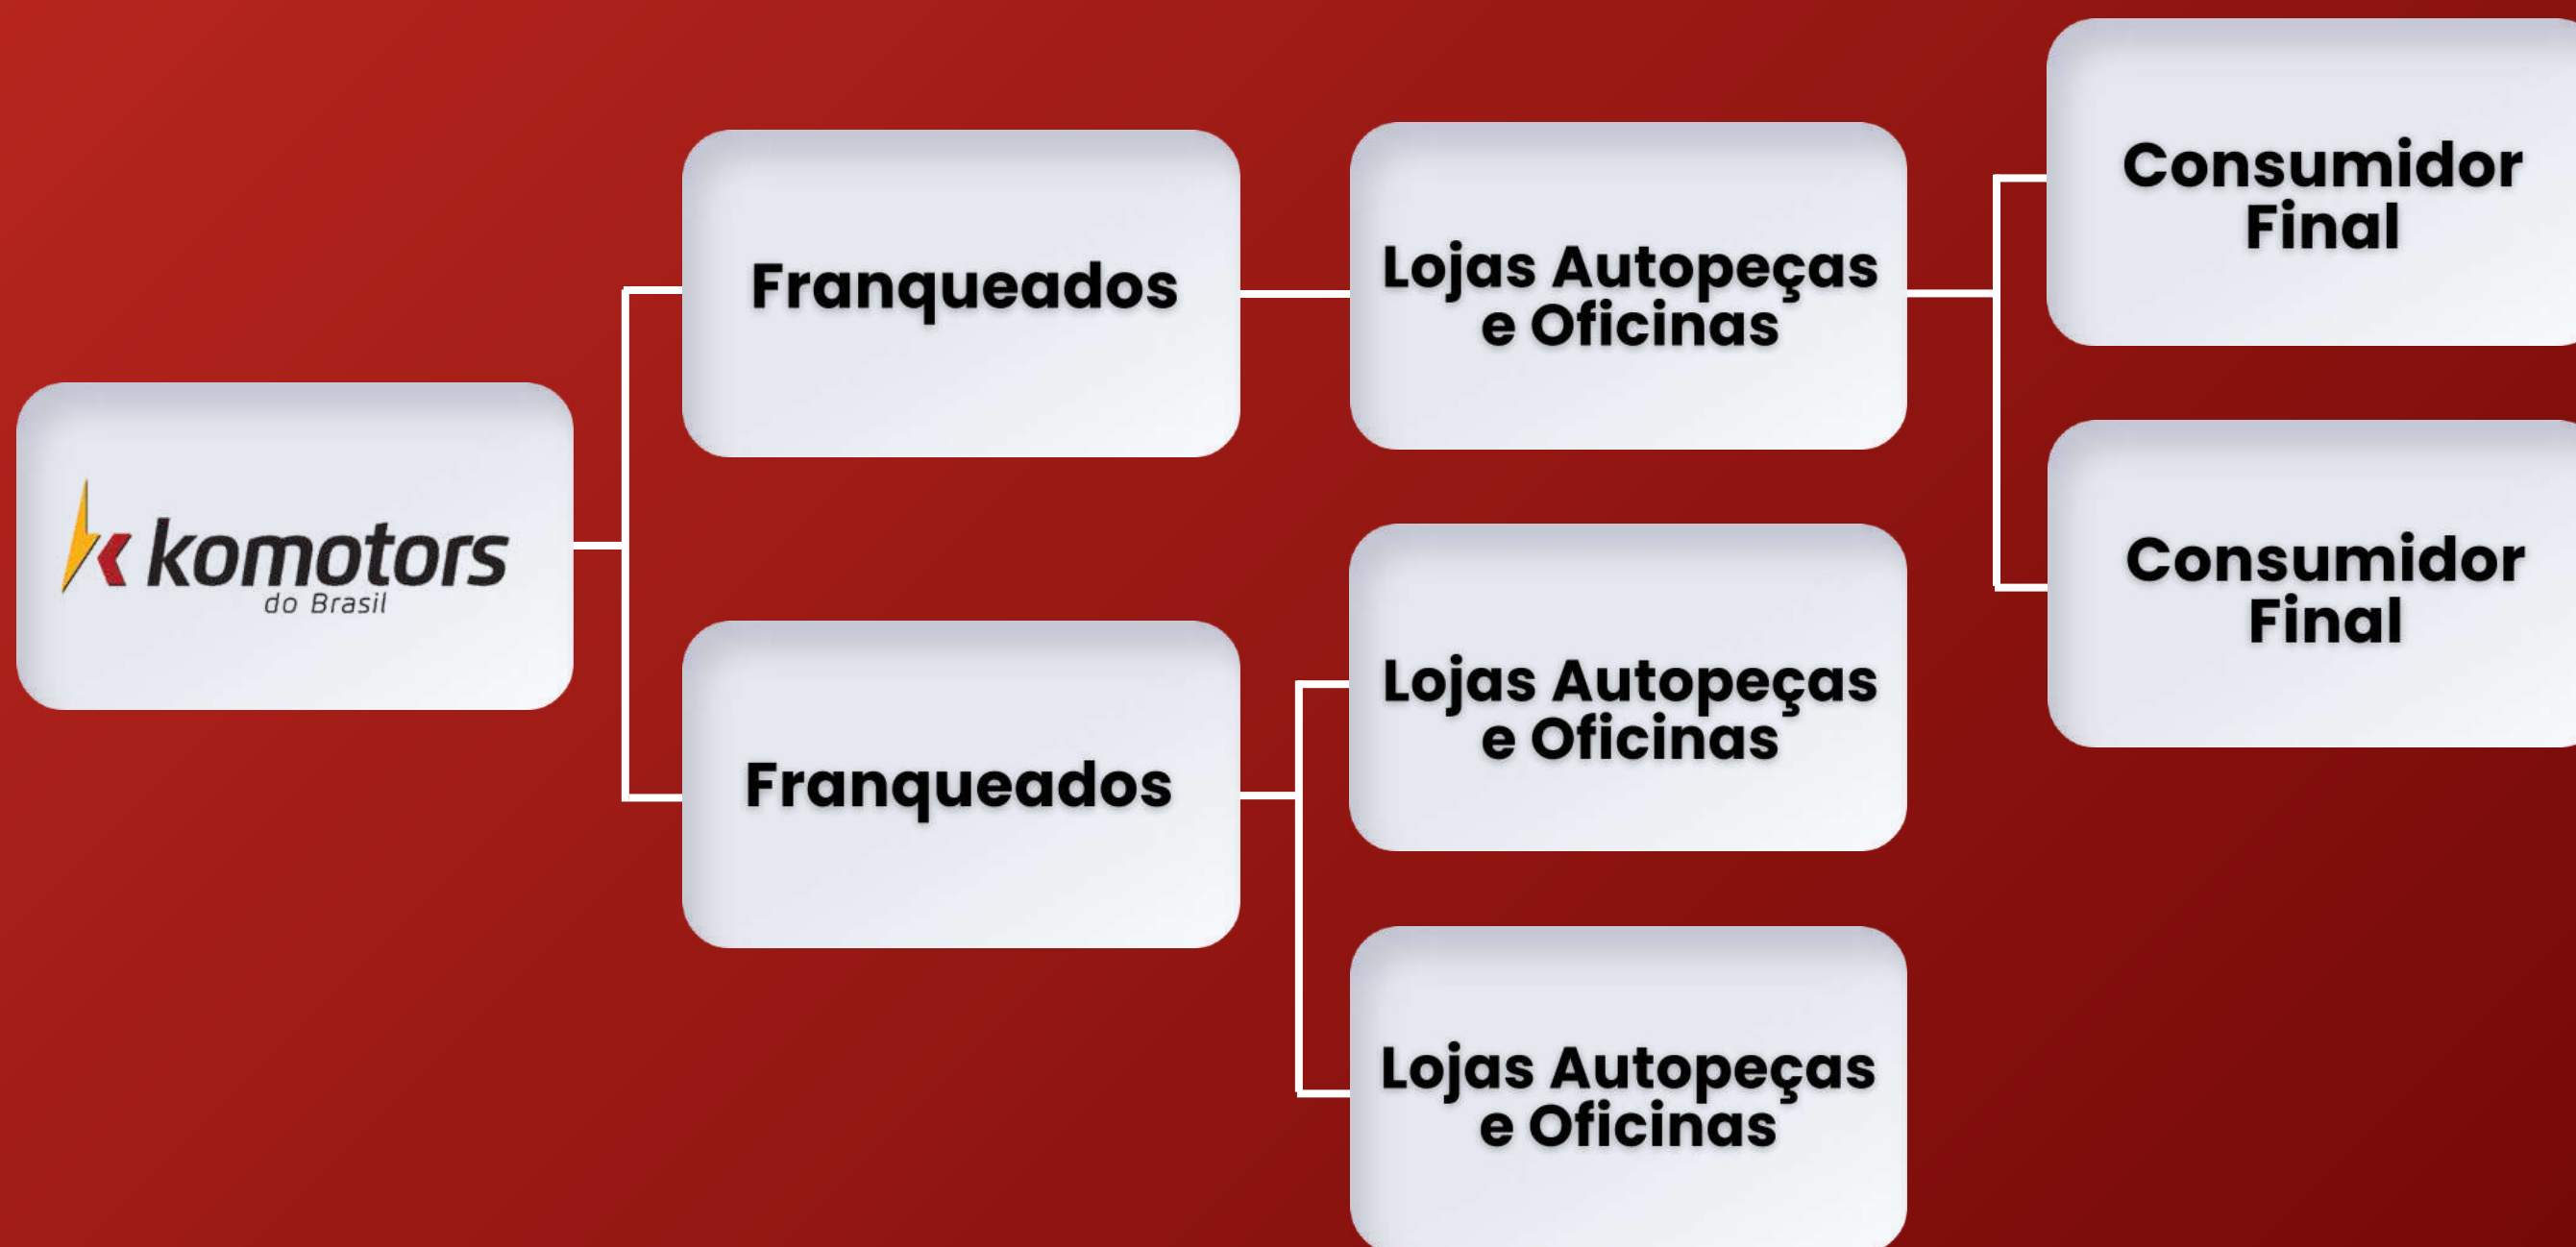 komotors
do Brasil
Franqueados
Franqueados
Lojas Autopeças
e Oficinas
Lojas Autopeças
e Oficinas
Lojas Autopeças
e Oficinas
Consumidor
Final
Consumidor
Final